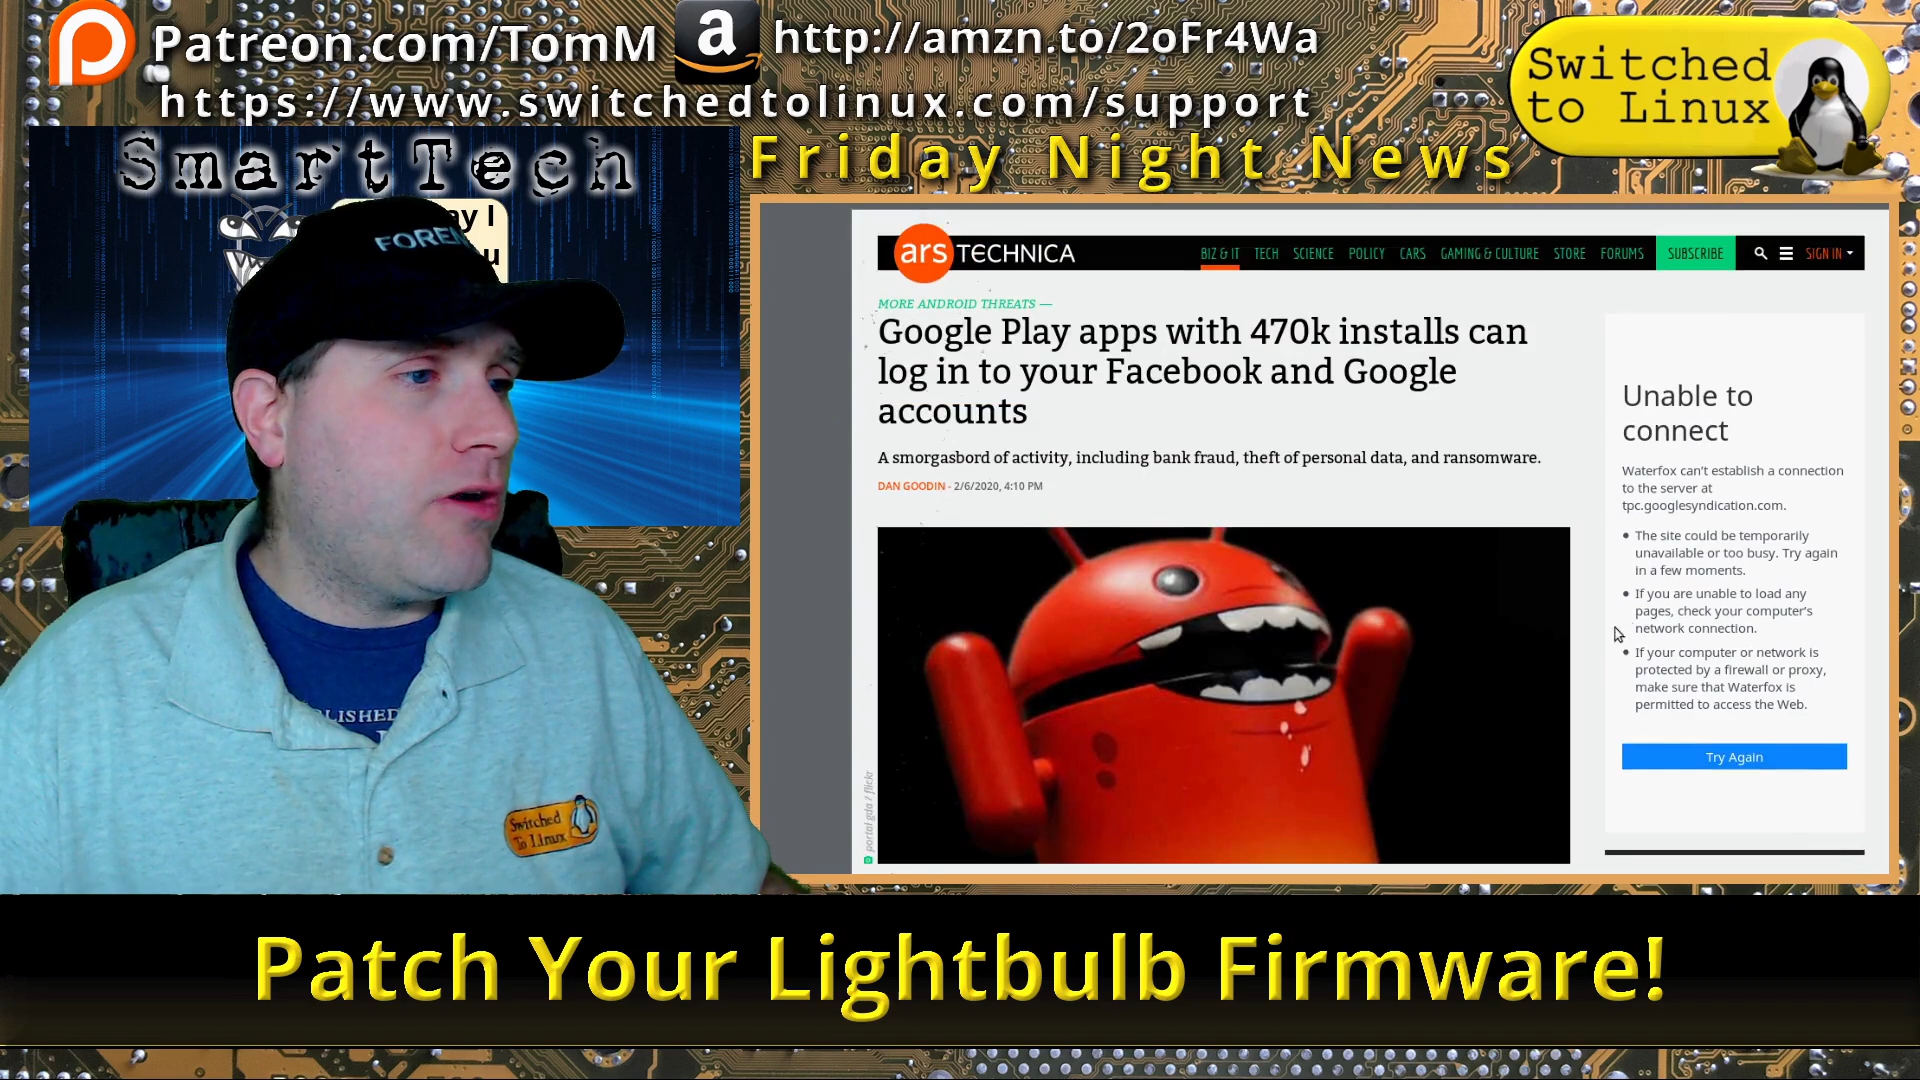 Patreon.com/TomM
http://amzn.to/2oFr4Wa
https://www.switchedtolinux.com/support
Switched
to Linux
SmartTech
Friday Night News
ay I
u
FOREN
LISHED
Switched
To Linux
ars TECHNICA
BIZ & IT TECH SCIENCE POLICY CARS GAMING & CULTURE STORE FORUMS SUBSCRIBE SIGN IN
MORE ANDROID THREATS —
Google Play apps with 470k installs can
log in to your Facebook and Google
accounts
A smorgasbord of activity, including bank fraud, theft of personal data, and ransomware.
DAN GOODIN - 2/6/2020, 4:10 PM
portal gda / flickr
Unable to
connect
Waterfox can't establish a connection
to the server at
tpc.googlesyndication.com.
• The site could be temporarily
unavailable or too busy. Try again
in a few moments.
• If you are unable to load any
pages, check your computer's
network connection.
• If your computer or network is
protected by a firewall or proxy,
make sure that Waterfox is
permitted to access the Web.
Try Again
Patch Your Lightbulb Firmware!